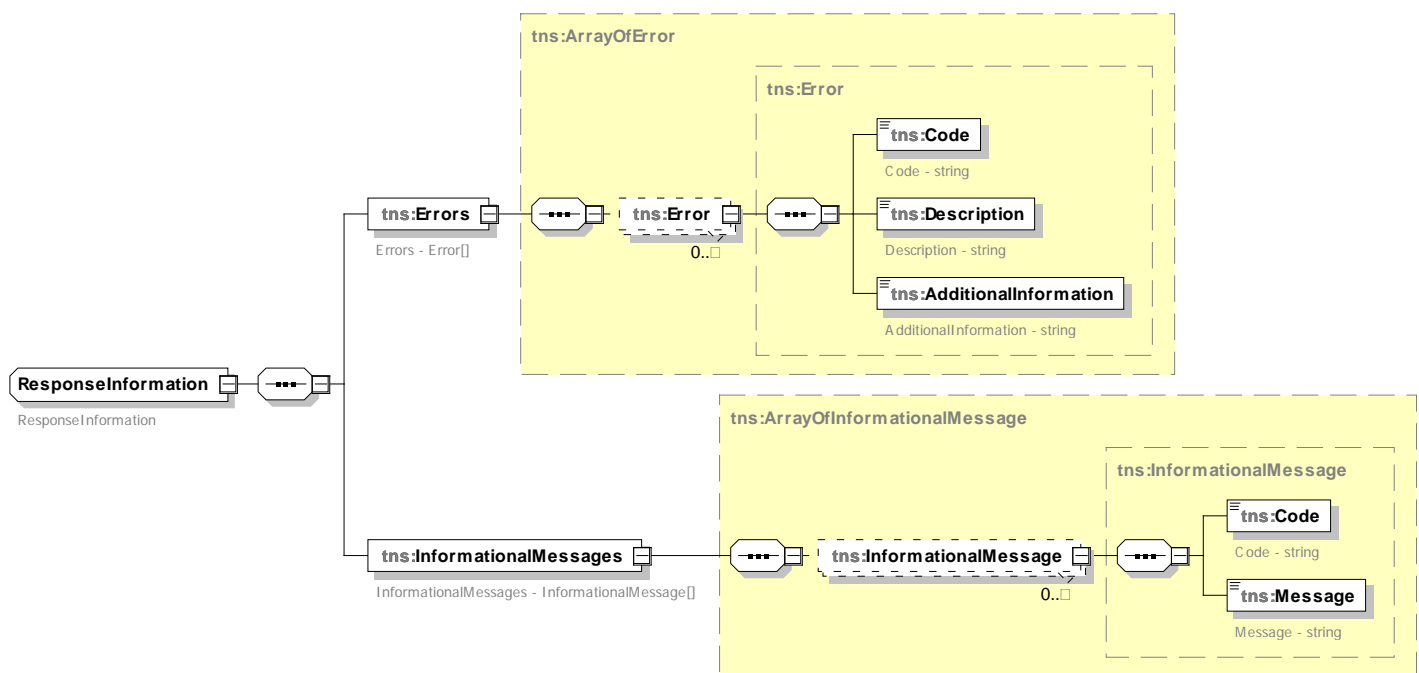 tns:ArrayOfError
tns:Error
tns:Code
Code - string
tns:Errors
tns:Error
tns:Description
Errors - Error[]
0..□
Description - string
tns:AdditionalInformation
AdditionalInformation - string
ResponseInformation
ResponseInformation
tns:ArrayOfInformationalMessage
tns:InformationalMessage
tns:Code
Code - string
tns:InformationalMessages
tns:InformationalMessage
InformationalMessages - InformationalMessage[]
0..□
tns:Message
Message - string